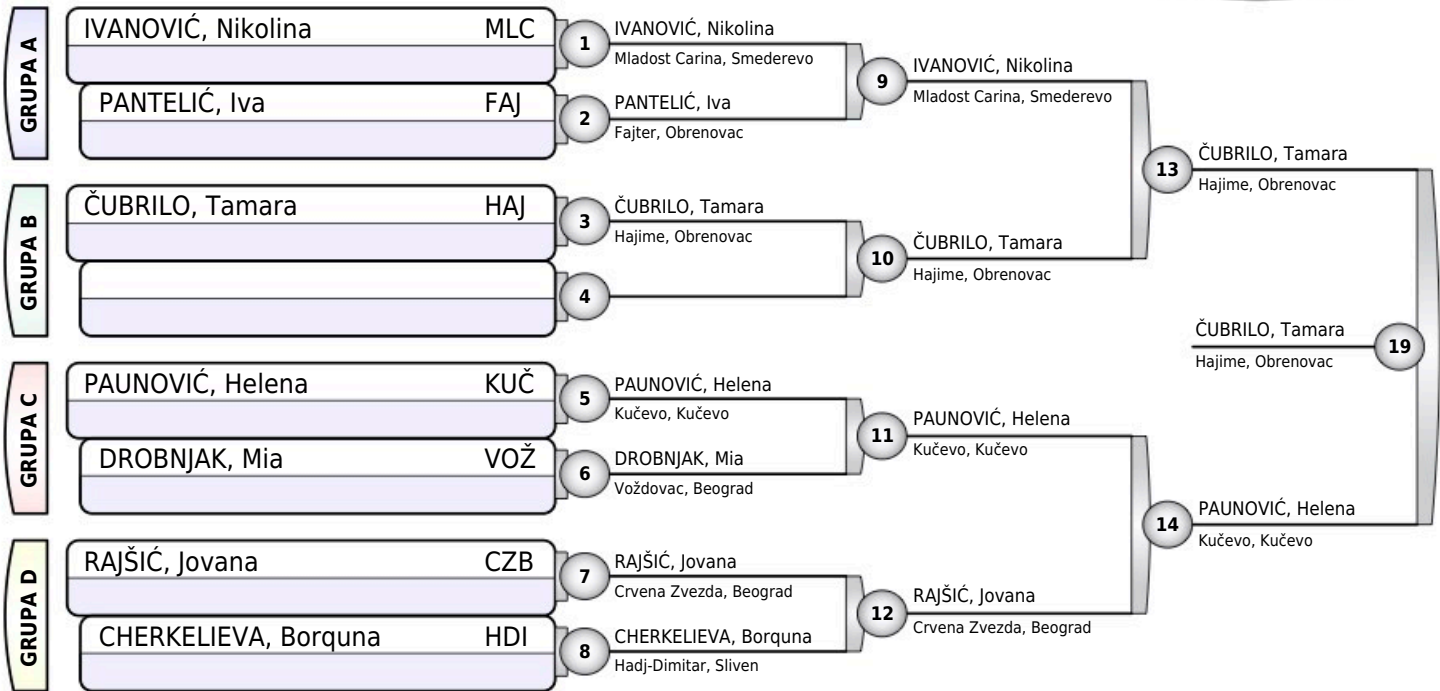 GRUPA A
IVANOVIĆ, Nikolina MLC
PANTELIĆ, Iva FAJ
1
IVANOVIĆ, Nikolina
Mladost Carina, Smederevo
2
PANTELIĆ, Iva
Fajter, Obrenovac
9
IVANOVIĆ, Nikolina
Mladost Carina, Smederevo
GRUPA B
ČUBRILO, Tamara HAJ
3
ČUBRILO, Tamara
Hajime, Obrenovac
4
10
ČUBRILO, Tamara
Hajime, Obrenovac
13
ČUBRILO, Tamara
Hajime, Obrenovac
GRUPA C
PAUNOVIĆ, Helena KUČ
DROBNJAK, Mia VOŽ
5
PAUNOVIĆ, Helena
Kučevo, Kučevo
6
DROBNJAK, Mia
Voždovac, Beograd
11
PAUNOVIĆ, Helena
Kučevo, Kučevo
GRUPA D
RAJŠIĆ, Jovana CZB
CHERKELIEVA, Borquna HDI
7
RAJŠIĆ, Jovana
Crvena Zvezda, Beograd
8
CHERKELIEVA, Borquna
Hadj-Dimitar, Sliven
12
RAJŠIĆ, Jovana
Crvena Zvezda, Beograd
14
PAUNOVIĆ, Helena
Kučevo, Kučevo
ČUBRILO, Tamara
Hajime, Obrenovac
19